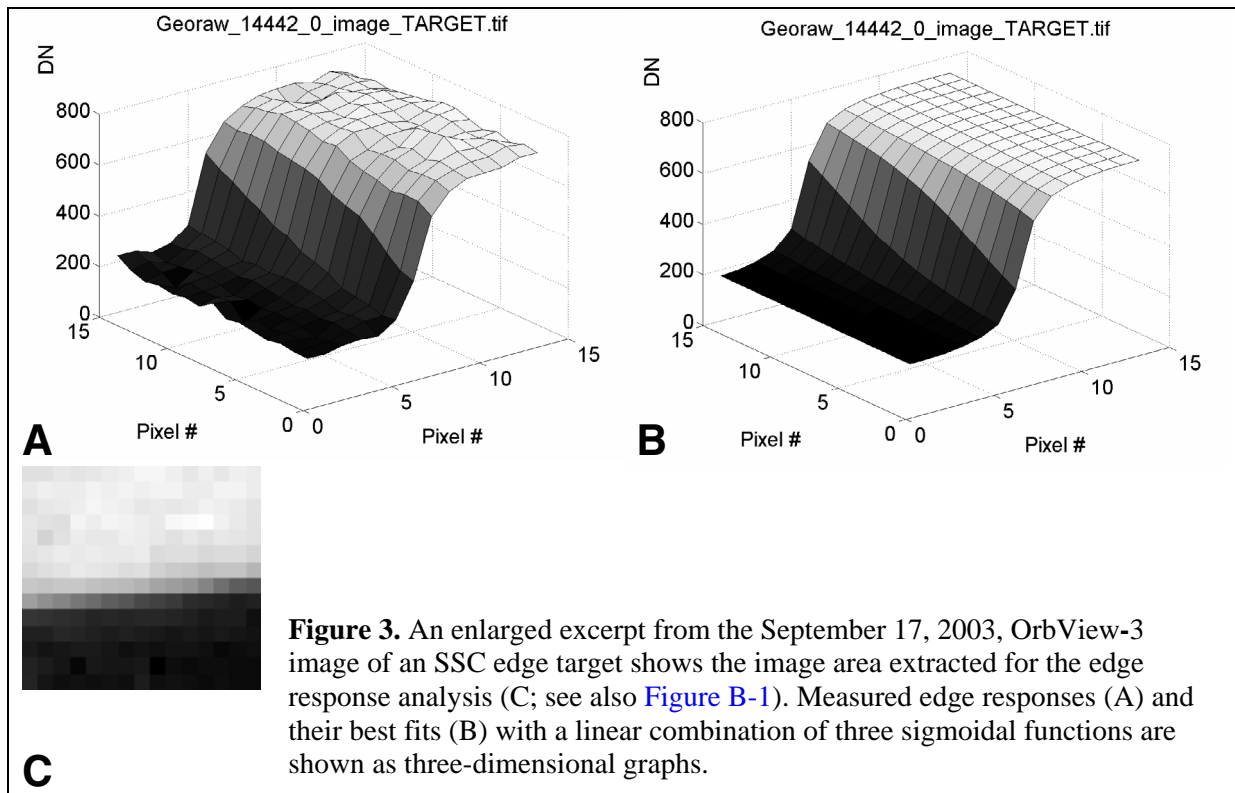 Georaw_14442_0_image_TARGET.tif
DN
800
600
400
200
0
15
10
5
0
0
5
10
15
Pixel #
Pixel #
A
Georaw_14442_0_image_TARGET.tif
DN
800
600
400
200
0
15
10
5
0
0
5
10
15
Pixel #
Pixel #
B
C
Figure 3. An enlarged excerpt from the September 17, 2003, OrbView-3
image of an SSC edge target shows the image area extracted for the edge
response analysis (C; see also Figure B-1). Measured edge responses (A) and
their best fits (B) with a linear combination of three sigmoidal functions are
shown as three-dimensional graphs.